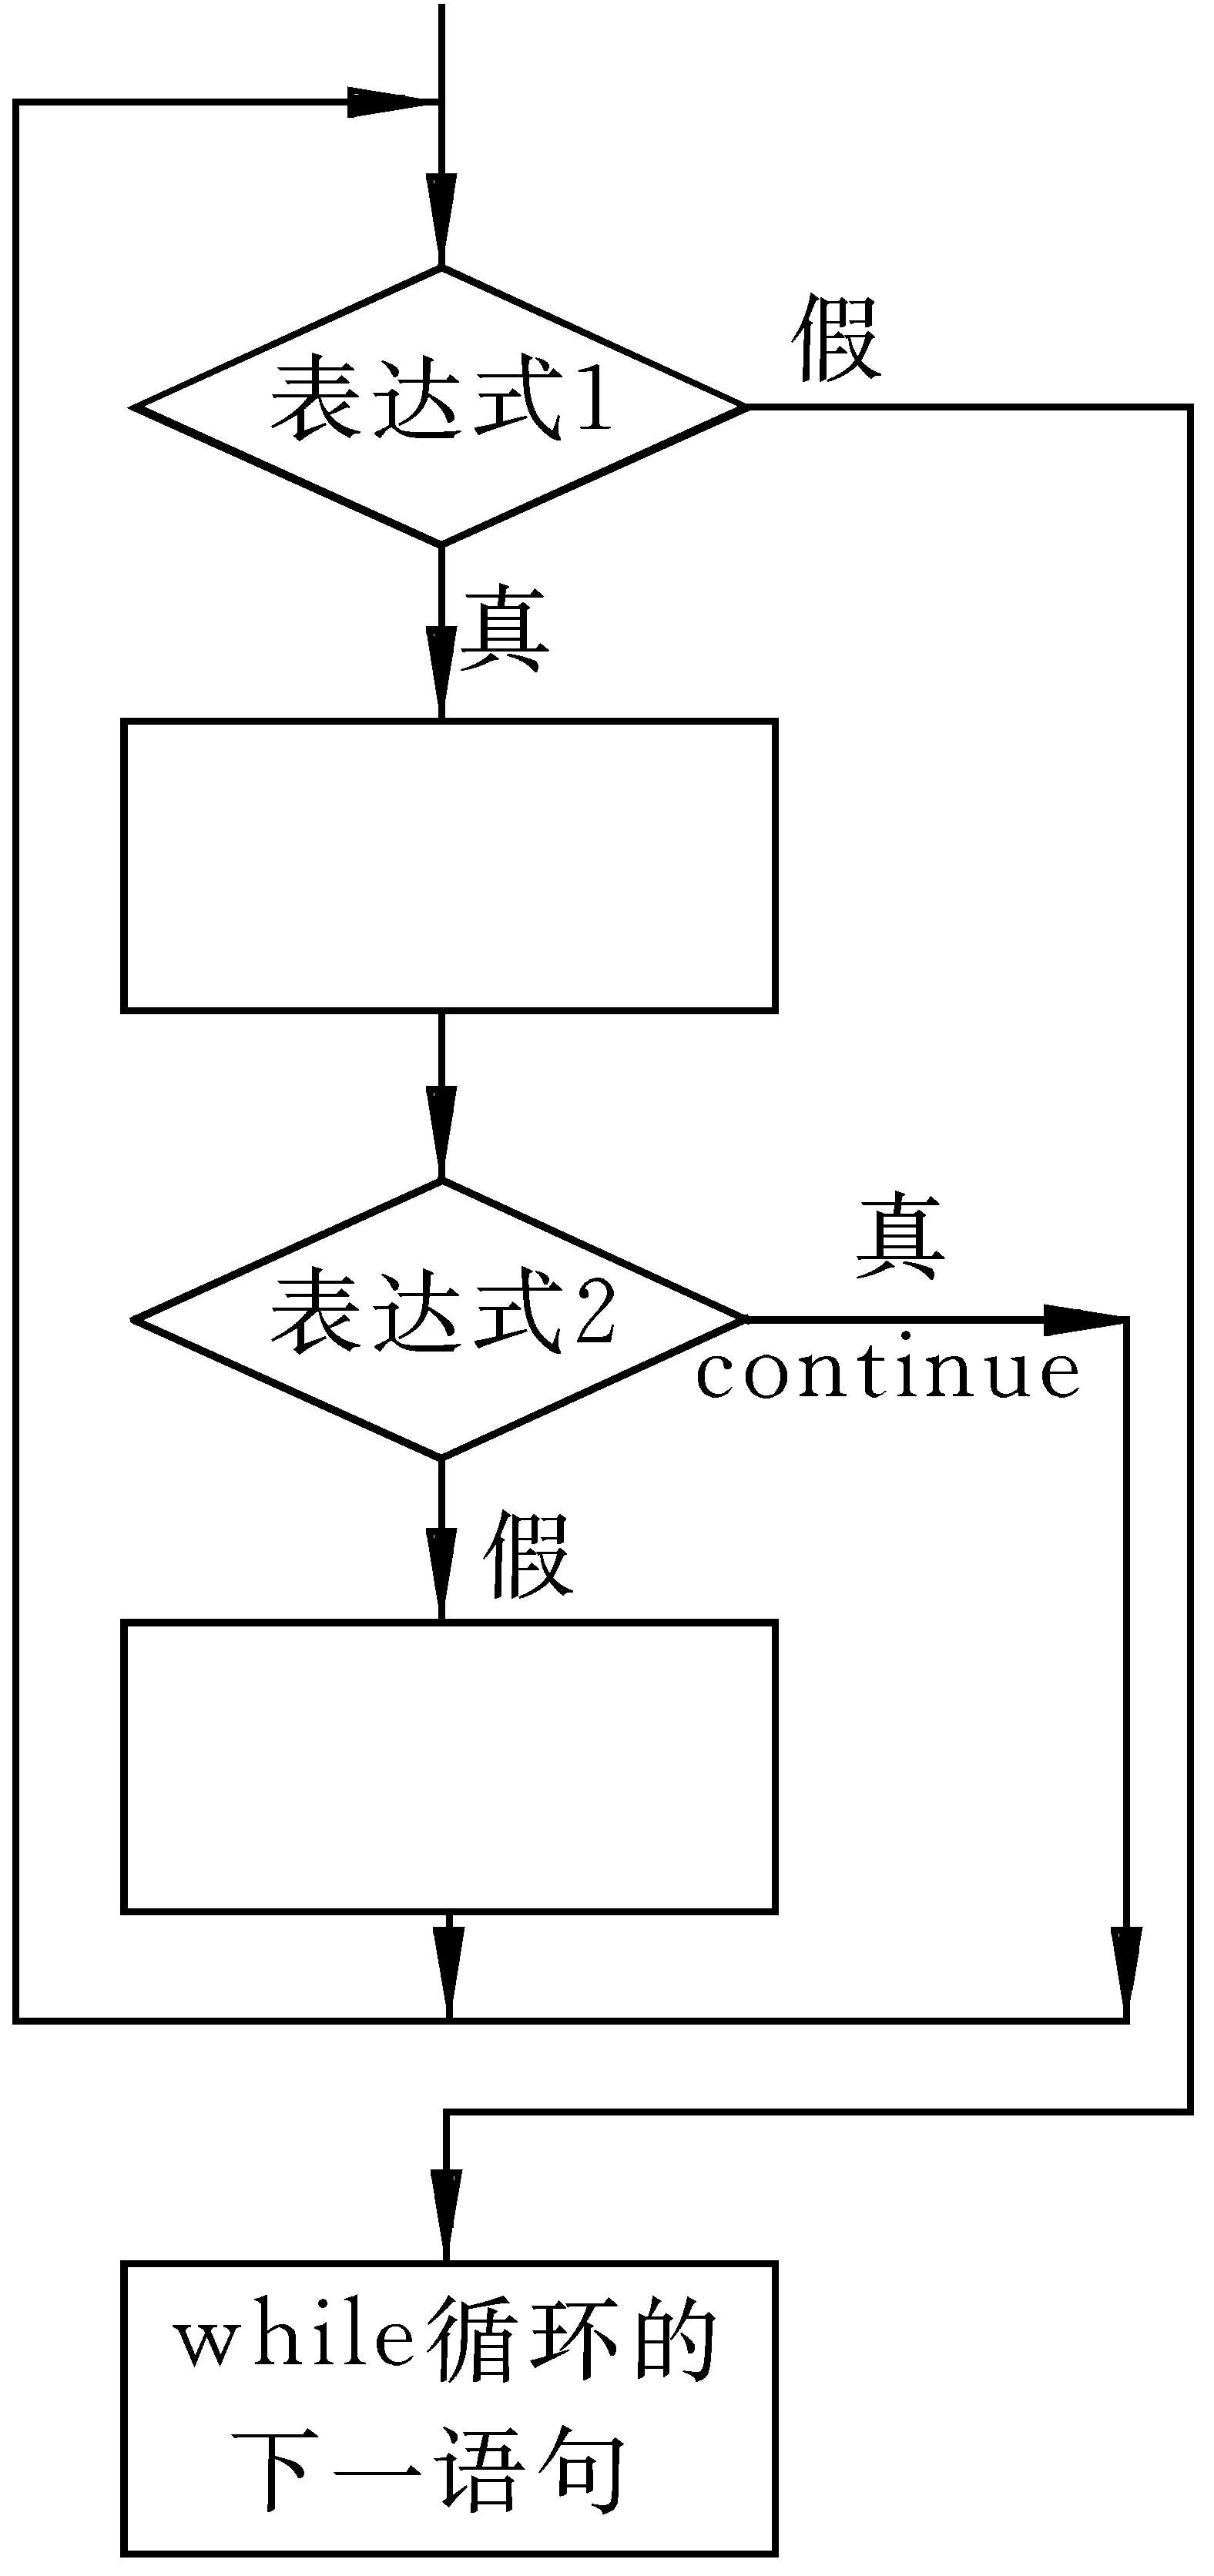 假
表达式1
真
表达式2
真
continue
假
while循环的
下一语句